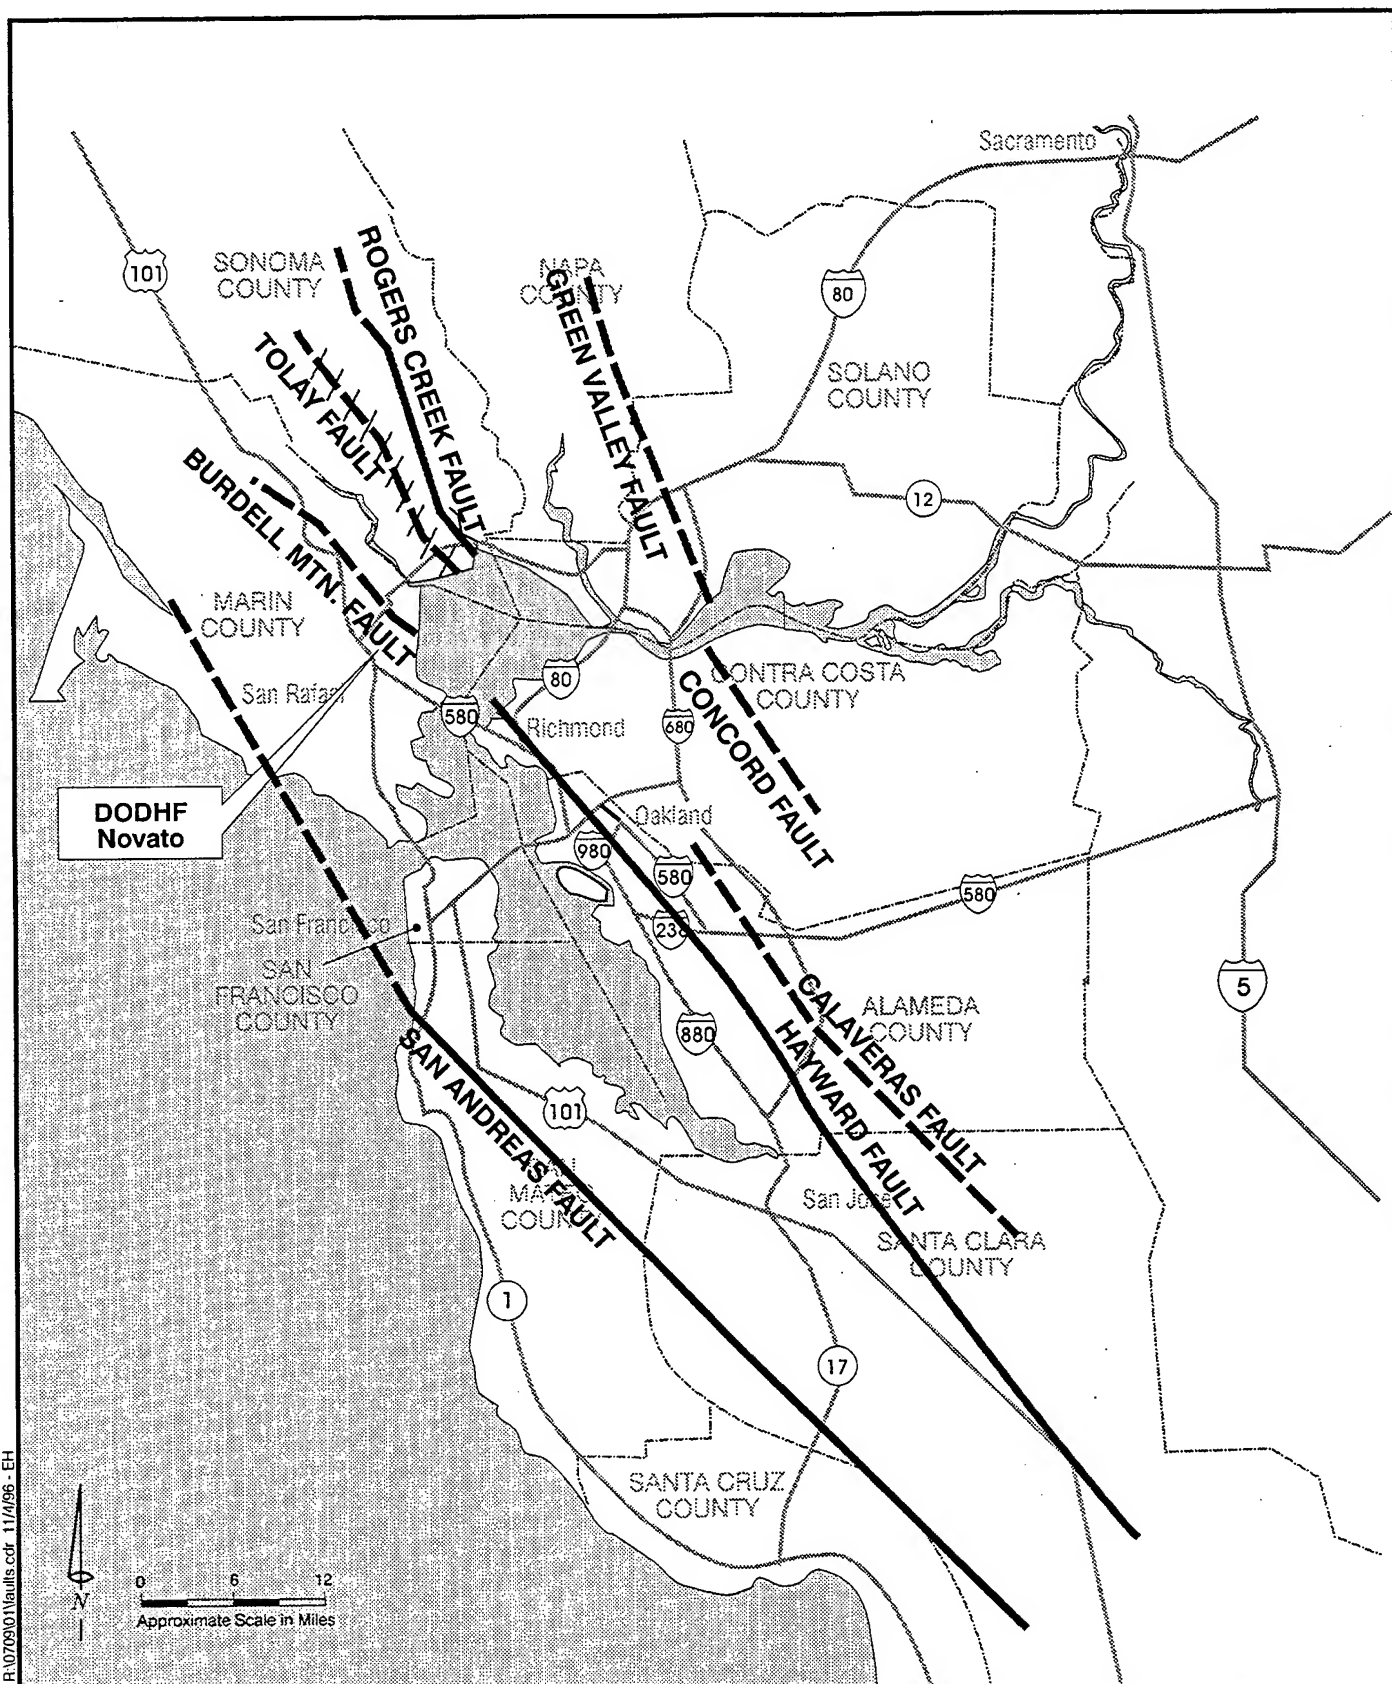 Sacramento
101
SONOMA
COUNTY
ROGERS CREEK FAULT
NAPA
COUNTY
GREEN VALLEY FAULT
80
SOLANO
COUNTY
TOLAY FAULT
BURDELL MTN. FAULT
12
MARIN
COUNTY
San Rafael
80
CONTRA COSTA
COUNTY
580
Richmond
680
CONCORD FAULT
DODHF
Novato
Oakland
980
580
580
238
San Francisco
SAN
FRANCISCO
COUNTY
5
CALAVERAS FAULT
ALAMEDA
COUNTY
880
HAYWARD FAULT
SAN ANDREAS FAULT
101
SAN
MATEO
COUNTY
San Jose
SANTA CLARA
COUNTY
1
17
SANTA CRUZ
COUNTY
N
0 6 12
Approximate Scale in Miles
R:\0709\01\faults.cdr 11/4/96 - EH